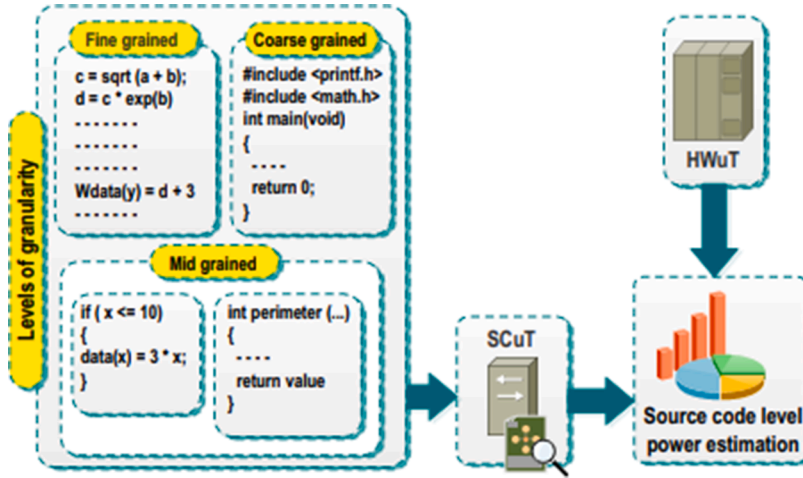 Levels of granularity
Fine grained
c = sqrt (a + b);
d = c * exp(b)
- - - - - - -
- - - - - - -
- - - - - - -
Wdata(y) = d + 3
- - - - - - -
Coarse grained
#include <printf.h>
#include <math.h>
int main(void)
{
- - - -
return 0;
}
Mid grained
if ( x <= 10)
{
data(x) = 3 * x;
}
int perimeter (...)
{
- - - -
return value
}
SCuT
HWuT
Source code level
power estimation